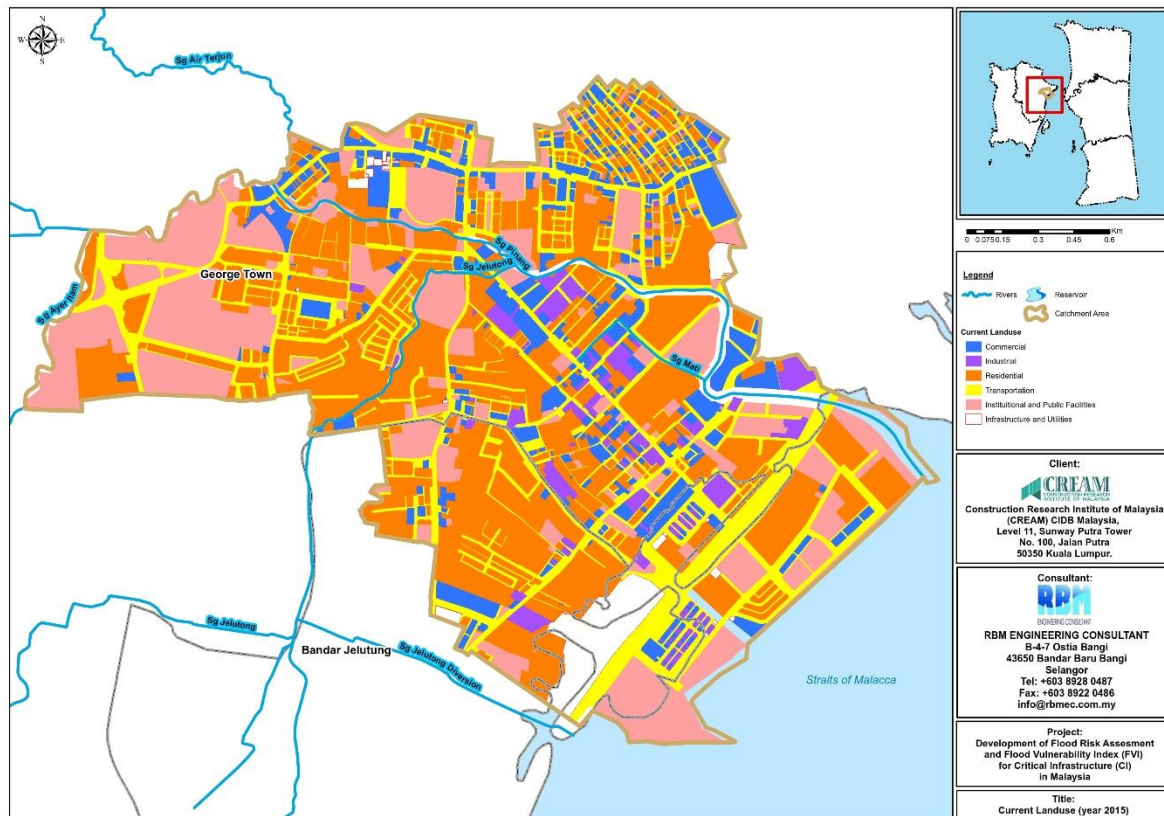 N
W
E
S
Sg Air Terjun
Sg Pinang
Sg Jelutong
George Town
Sg Ayer Itam
Sg Mati
Sg Jelutong
Bandar Jelutung
Sg Jelutong Diversion
Straits of Malacca
Km
0 0.075 0.15 0.3 0.45 0.6
Legend
Rivers
Reservoir
Catchment Area
Current Landuse
Commercial
Industrial
Residential
Transportation
Institutional and Public Facilities
Infrastructure and Utilities
Client:
CREAM
CONSTRUCTION RESEARCH
INSTITUTE OF MALAYSIA
Construction Research Institute of Malaysia
(CREAM) CIDB Malaysia,
Level 11, Sunway Putra Tower
No. 100, Jalan Putra
50350 Kuala Lumpur.
Consultant:
RBM
ENGINEERING CONSULTANT
RBM ENGINEERING CONSULTANT
B-4-7 Ostia Bangi
43650 Bandar Baru Bangi
Selangor
Tel: +603 8928 0487
Fax: +603 8922 0486
info@rbmec.com.my
Project:
Development of Flood Risk Assesment
and Flood Vulnerability Index (FVI)
for Critical Infrastructure (CI)
in Malaysia
Title:
Current Landuse (year 2015)